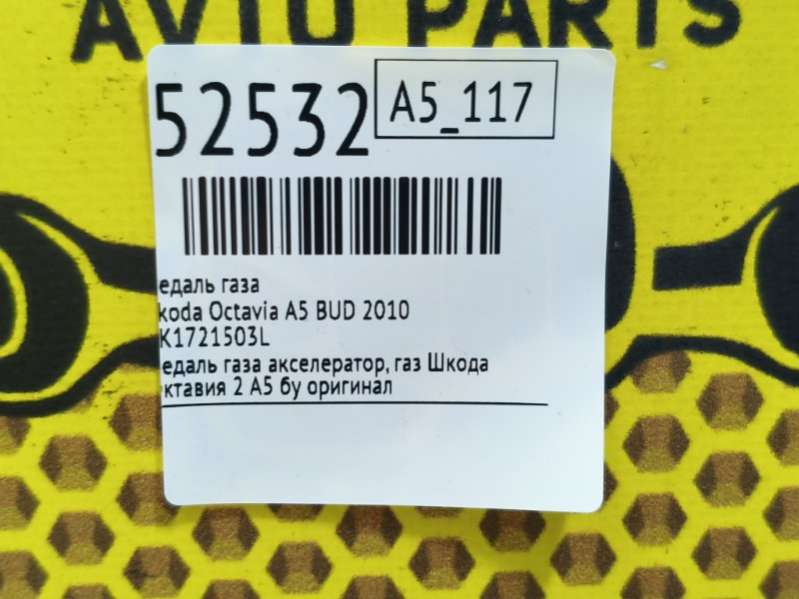 AVTO PARTS
52532
A5_117
едаль газа
koda Octavia A5 BUD 2010
K1721503L
едаль газа акселератор, газ Шкода
ктавия 2 А5 бу оригинал